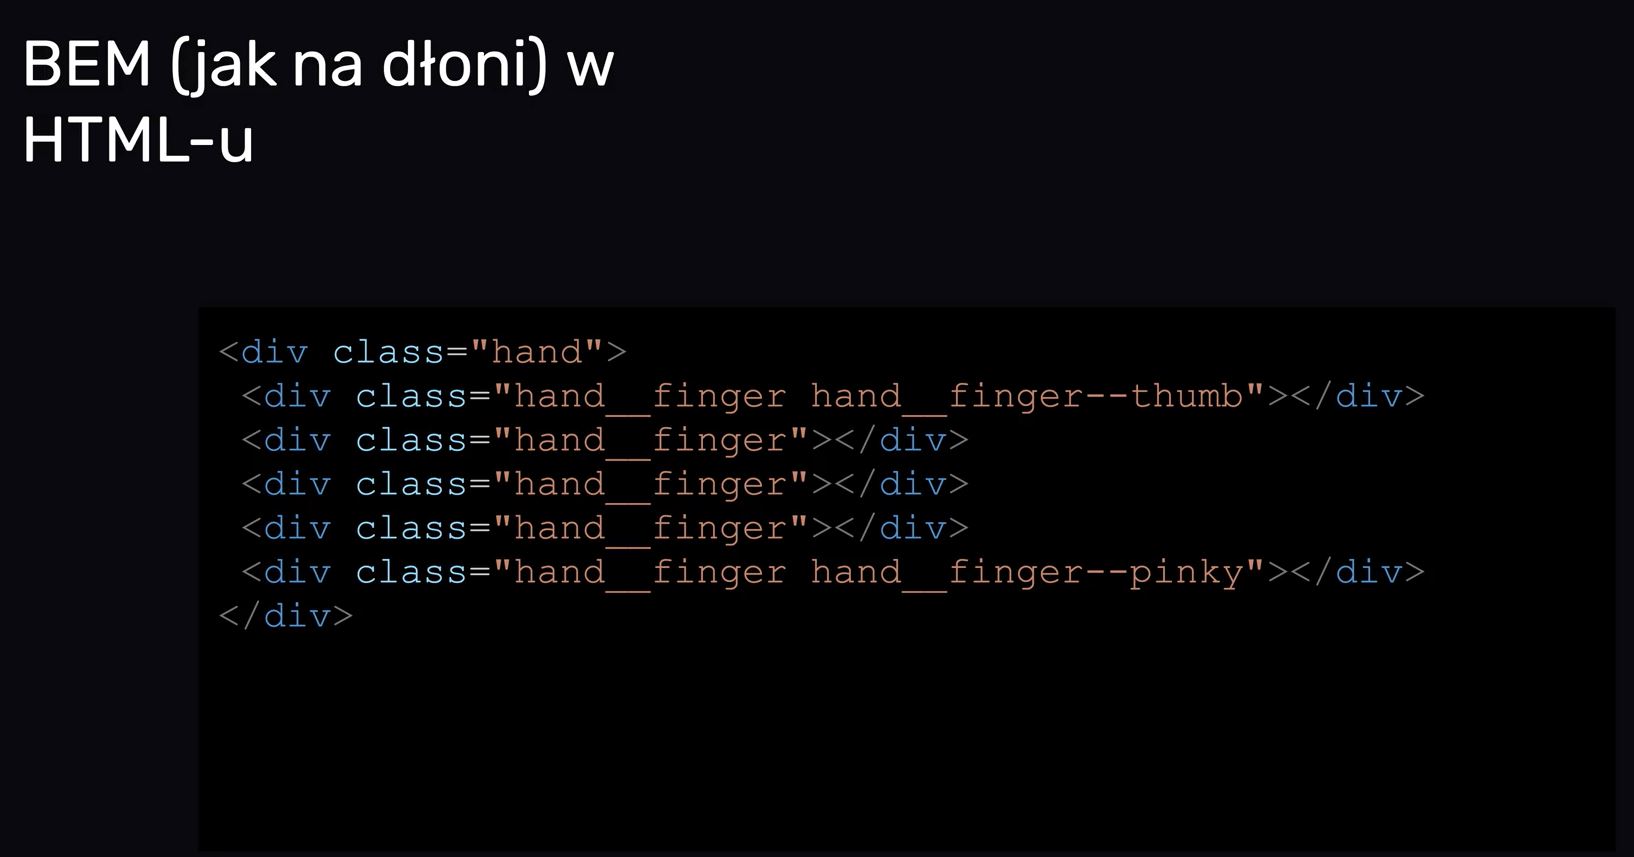 BEM (jak na dłoni) w
HTML-u
<div class="hand">
<div class="hand__finger hand__finger--thumb"></div>
<div class="hand__finger"></div>
<div class="hand__finger"></div>
<div class="hand__finger"></div>
<div class="hand__finger hand__finger--pinky"></div>
</div>